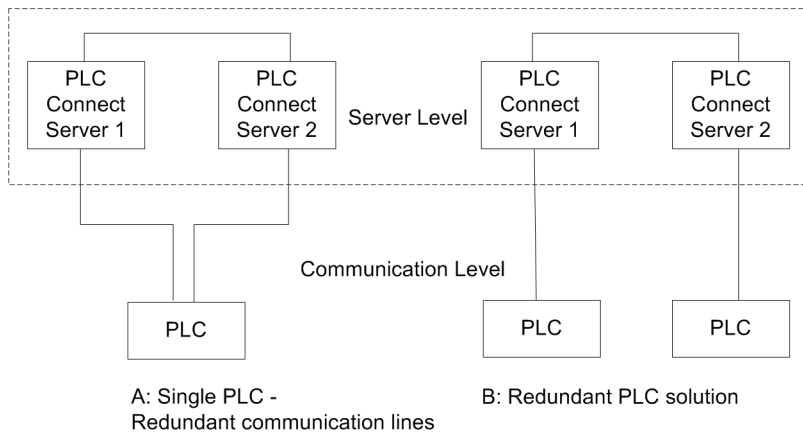 PLC
Connect
Server 1
PLC
Connect
Server 2
Server Level
PLC
Connect
Server 1
PLC
Connect
Server 2
Communication Level
PLC
PLC
PLC
A: Single PLC -
Redundant communication lines
B: Redundant PLC solution